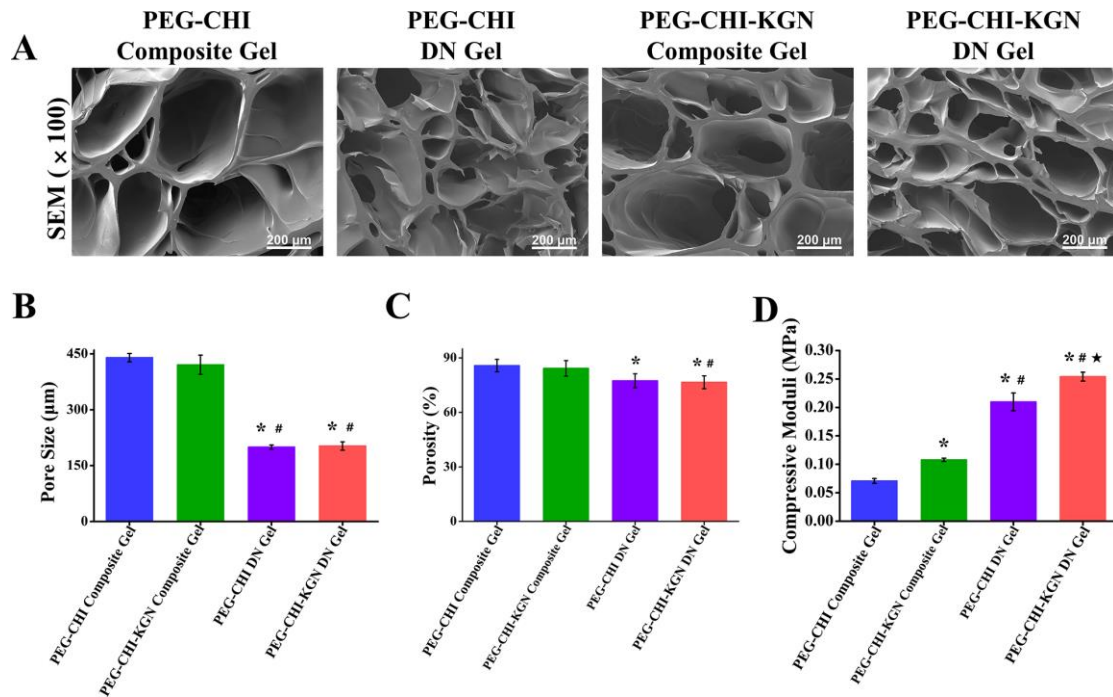 A
PEG-CHI
Composite Gel
PEG-CHI
DN Gel
PEG-CHI-KGN
Composite Gel
PEG-CHI-KGN
DN Gel
SEM ( × 100)
200 µm
200 µm
200 µm
200 µm
B
Pore Size (µm)
450
300
150
0
* #
* #
PEG-CHI Composite Gel
PEG-CHI-KGN Composite Gel
PEG-CHI DN Gel
PEG-CHI-KGN DN Gel
C
Porosity (%)
90
60
30
0
*
* #
PEG-CHI Composite Gel
PEG-CHI-KGN Composite Gel
PEG-CHI DN Gel
PEG-CHI-KGN DN Gel
D
Compressive Moduli (MPa)
0.30
0.25
0.20
0.15
0.10
0.05
0.00
*
* #
* # ★
PEG-CHI Composite Gel
PEG-CHI-KGN Composite Gel
PEG-CHI DN Gel
PEG-CHI-KGN DN Gel